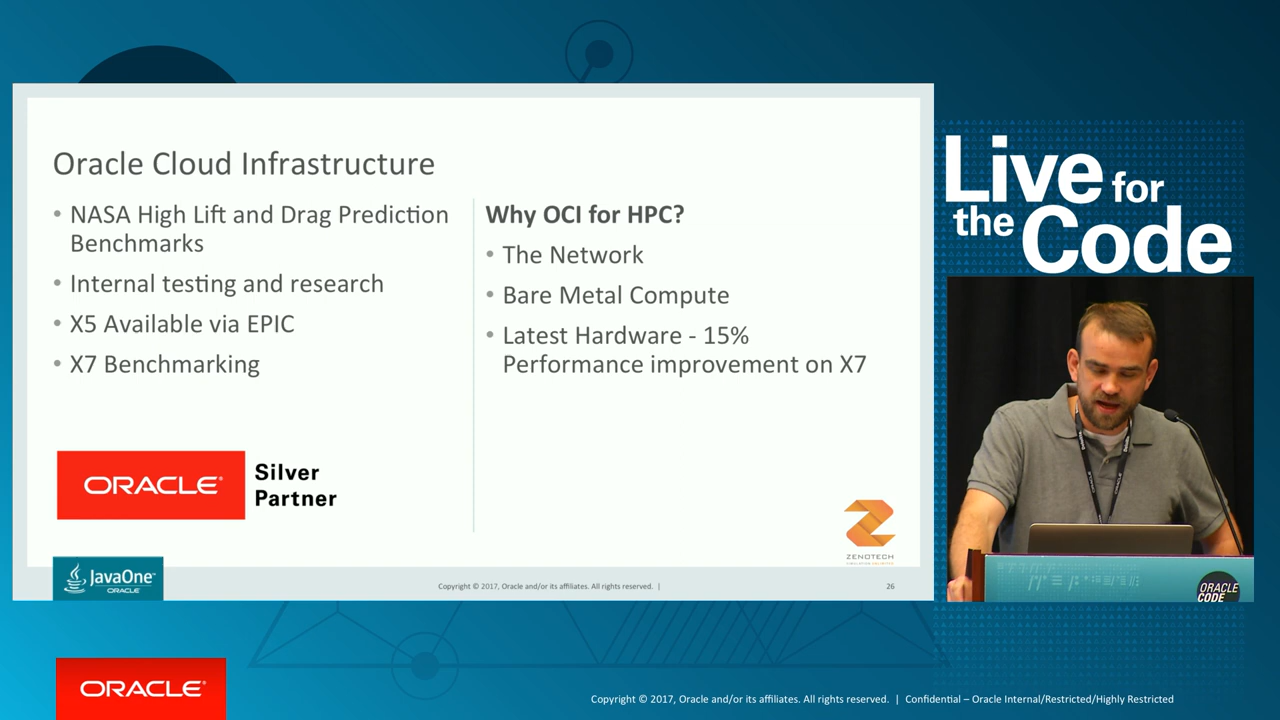 Oracle Cloud Infrastructure
• NASA High Lift and Drag Prediction
Benchmarks
• Internal testing and research
• X5 Available via EPIC
• X7 Benchmarking
Why OCI for HPC?
• The Network
• Bare Metal Compute
• Latest Hardware - 15%
Performance improvement on X7
ORACLE®
Silver
Partner
ZENOTECH
JavaOne™
ORACLE
Copyright © 2017, Oracle and/or its affiliates. All rights reserved. |
26
Live for
the Code
ORACLE
CODE
ORACLE®
Copyright © 2017, Oracle and/or its affiliates. All rights reserved. | Confidential – Oracle Internal/Restricted/Highly Restricted